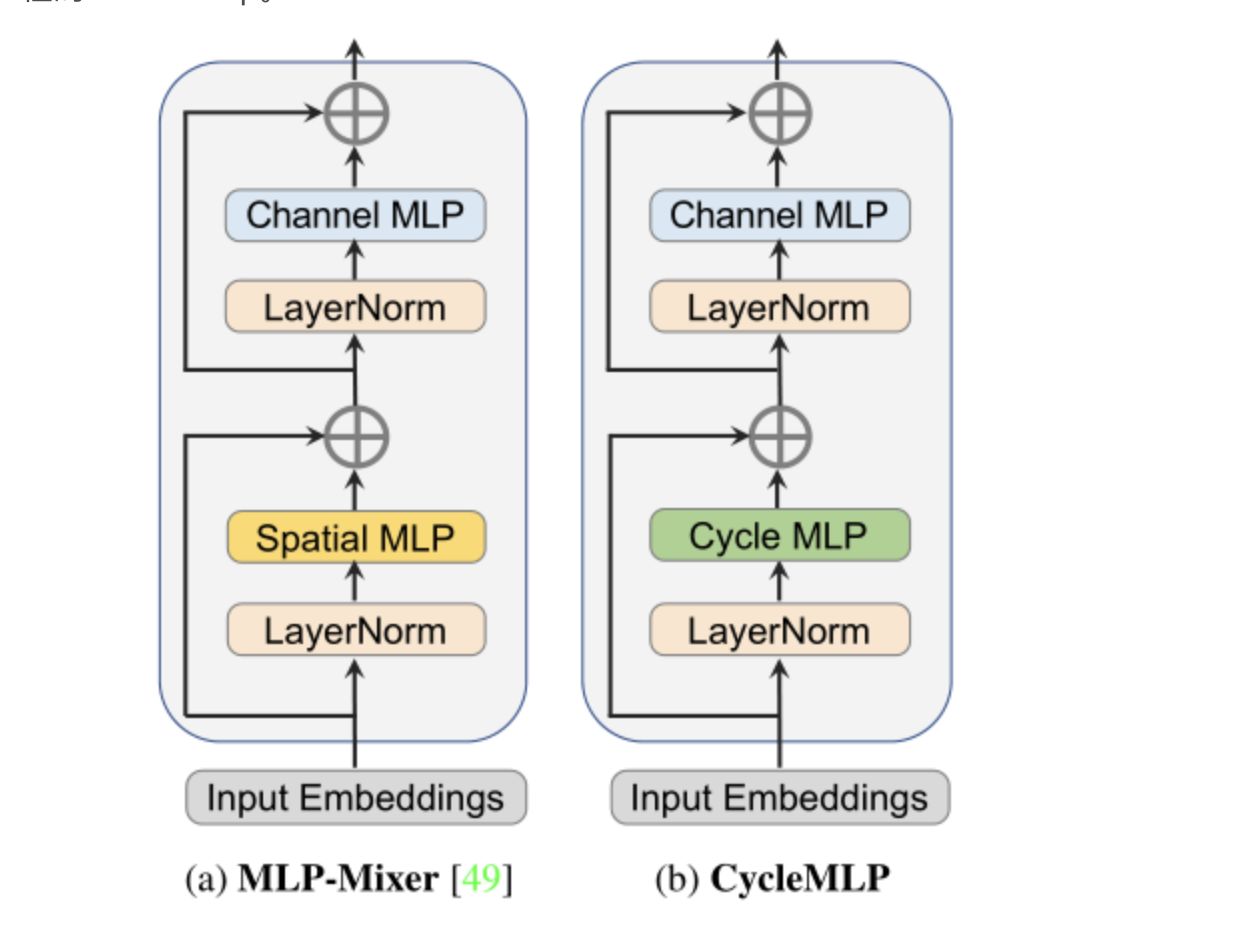 Channel MLP
LayerNorm
Spatial MLP
LayerNorm
Input Embeddings
(a) MLP-Mixer [49]
Channel MLP
LayerNorm
Cycle MLP
LayerNorm
Input Embeddings
(b) CycleMLP